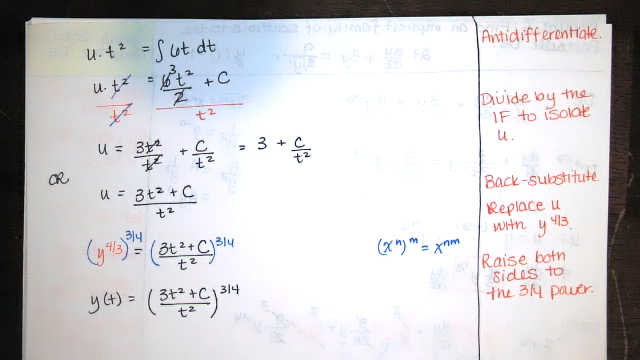 u · t² = ∫ 6t dt
Antidifferentiate.
u · t² / t² = (6³t²/2 + C) / t²
Divide by the IF to isolate u.
u = 3t²/t² + C/t² = 3 + C/t²
OR
u = (3t² + C)/t²
Back-substitute. Replace u with y^4/3.
(y^4/3)^3/4 = ((3t² + C)/t²)^3/4
(xⁿ)ᵐ = xⁿᵐ
Raise both sides to the 3/4 power.
y(t) = ((3t² + C)/t²)^3/4